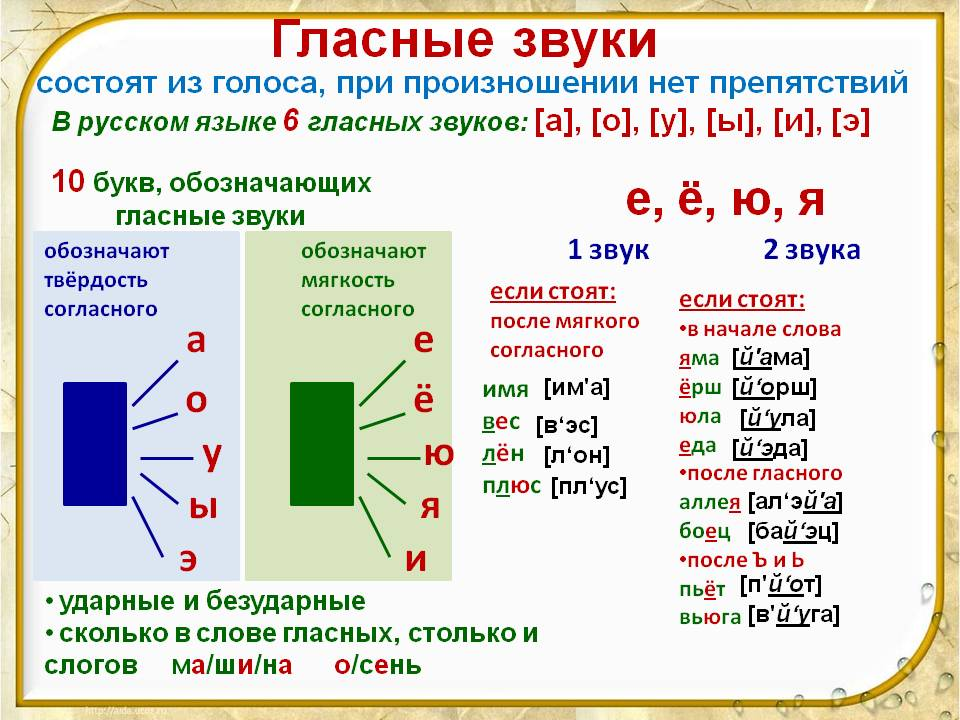 Гласные звуки
состоят из голоса, при произношении нет препятствий
В русском языке 6 гласных звуков: [а], [о], [у], [ы], [и], [э]
10 букв, обозначающих
гласные звуки
обозначают
твёрдость
согласного
а
о
у
ы
э
обозначают
мягкость
согласного
е
ё
ю
я
и
• ударные и безударные
• сколько в слове гласных, столько и
слогов ма/ши/на о/сень
е, ё, ю, я
1 звук
если стоят:
после мягкого
согласного
имя [им'а]
вес [в‘эс]
лён [л‘он]
плюс [пл‘ус]
2 звука
если стоят:
•в начале слова
яма [й'ама]
ёрш [й‘орш]
юла [й‘ула]
еда [й‘эда]
•после гласного
аллея [ал‘эй'а]
боец [бай‘эц]
•после Ъ и Ь
пьёт [п'й‘от]
вьюга [в'й‘уга]